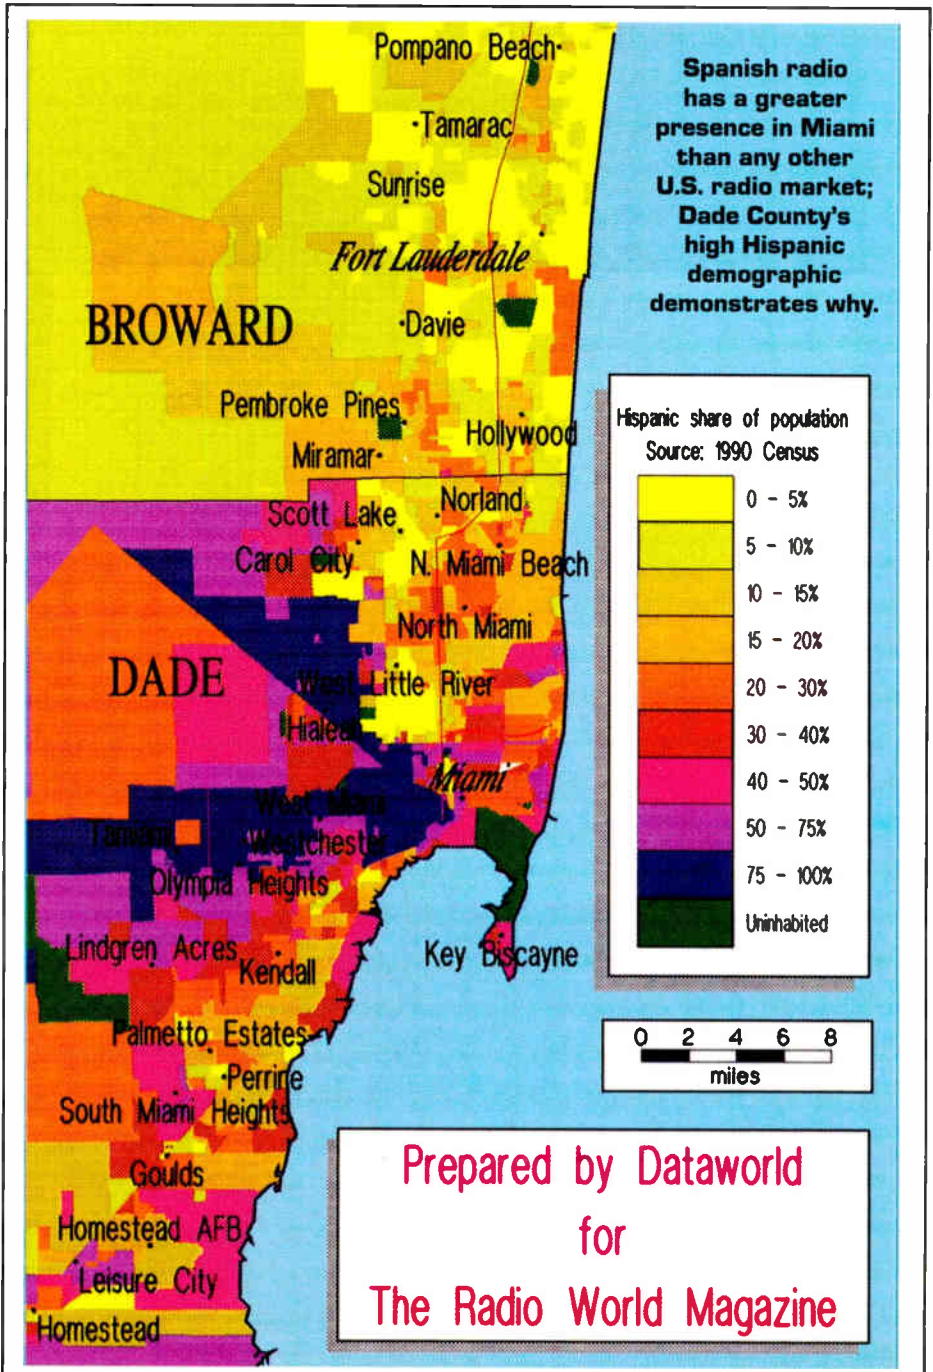 Pompano Beach
Tamarac
Sunrise
Fort Lauderdale
BROWARD
Davie
Pembroke Pines
Hollywood
Miramar
Norland
Scott Lake
Carol City
N. Miami Beach
North Miami
DADE
West Little River
Hialeah
Miami
West Miami
Tamiami
Westchester
Olympia Heights
Lindgren Acres
Kendall
Key Biscayne
Palmetto Estates
Perrine
South Miami Heights
Goulds
Homestead AFB
Leisure City
Homestead
Spanish radio
has a greater
presence in Miami
than any other
U.S. radio market;
Dade County's
high Hispanic
demographic
demonstrates why.
Hispanic share of population
Source: 1990 Census
0 - 5%
5 - 10%
10 - 15%
15 - 20%
20 - 30%
30 - 40%
40 - 50%
50 - 75%
75 - 100%
Uninhabited
0 2 4 6 8
miles
Prepared by Dataworld
for
The Radio World Magazine